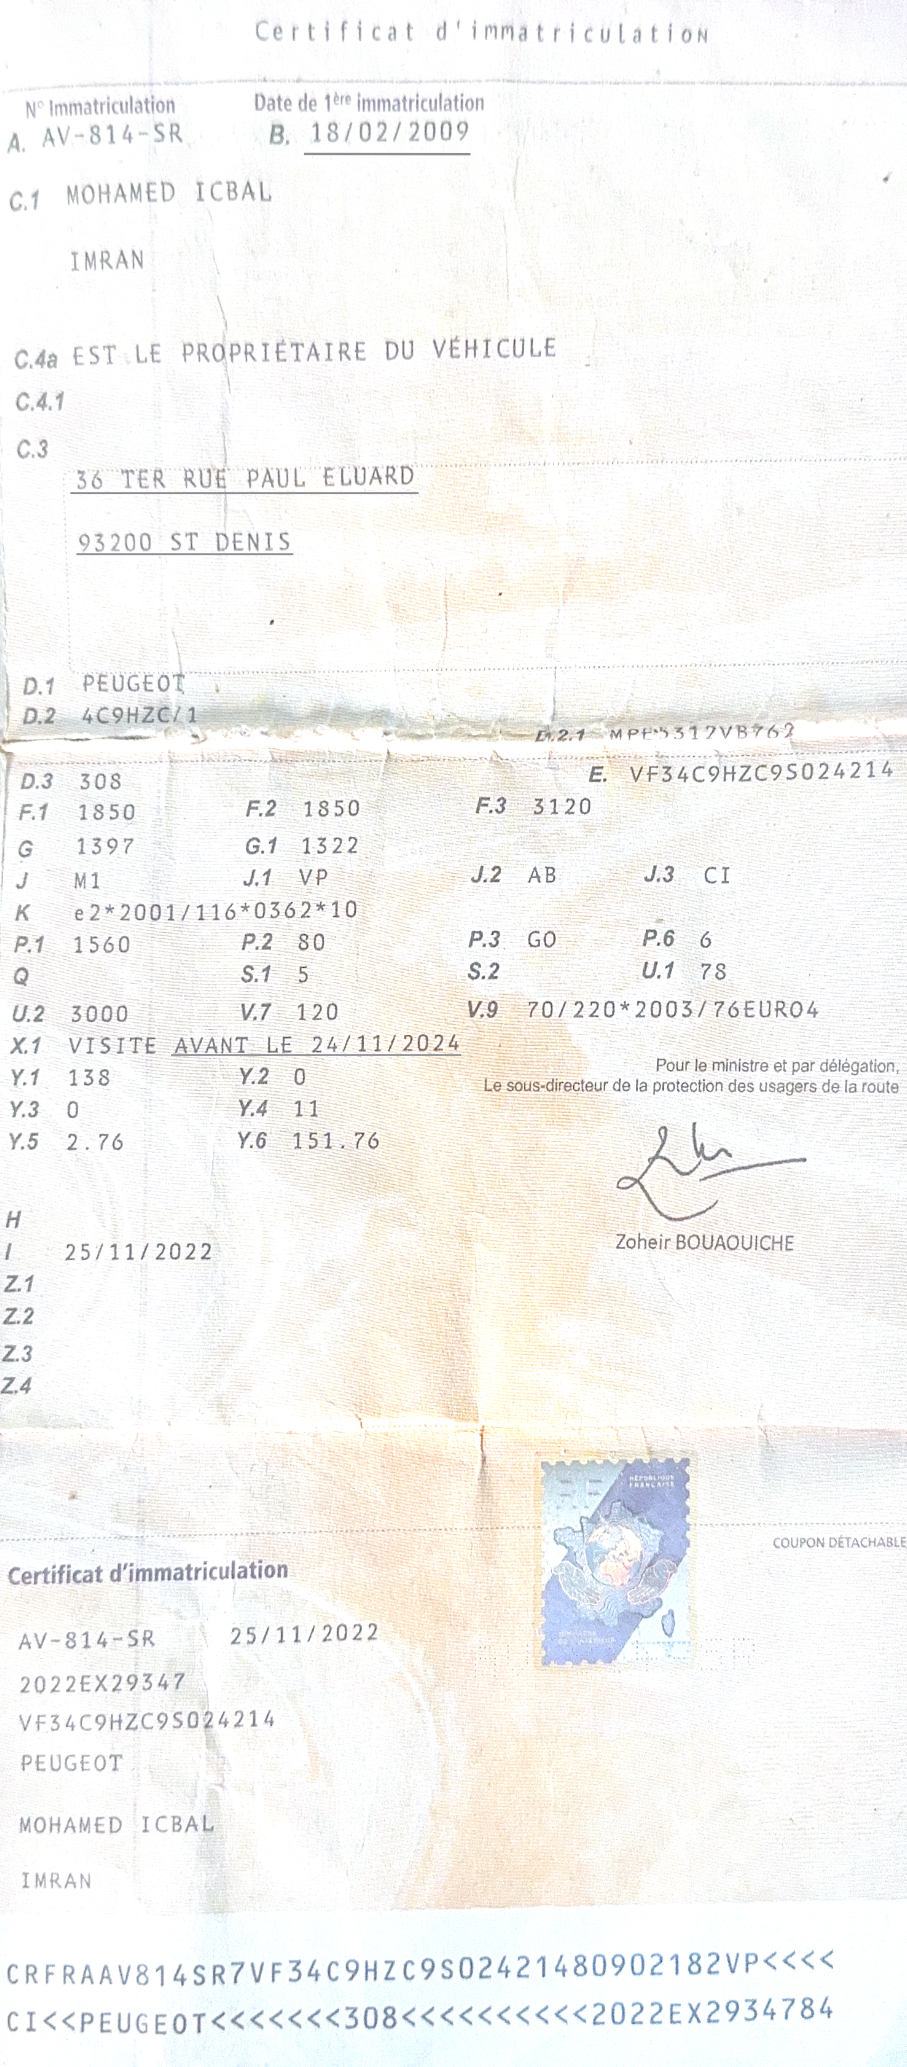 Certificat d'immatriculation
N° Immatriculation Date de 1ère immatriculation
A. AV-814-SR B. 18/02/2009
C.1 MOHAMED ICBAL
IMRAN
C.4a EST LE PROPRIÉTAIRE DU VÉHICULE
C.4.1
C.3
36 TER RUE PAUL ELUARD
93200 ST DENIS
D.1 PEUGEOT
D.2 4C9HZC/1
D.2.1
D.3 308 E. VF34C9HZC9S024214
F.1 1850 F.2 1850 F.3 3120
G 1397 G.1 1322
J M1 J.1 VP J.2 AB J.3 CI
K e2*2001/116*0362*10
P.1 1560 P.2 80 P.3 GO P.6 6
Q S.1 5 S.2 U.1 78
U.2 3000 V.7 120 V.9 70/220*2003/76EURO4
X.1 VISITE AVANT LE 24/11/2024
Pour le ministre et par délégation,
Le sous-directeur de la protection des usagers de la route
Y.1 138 Y.2 0
Y.3 0 Y.4 11
Y.5 2.76 Y.6 151.76
Zoheir BOUAOUICHE
H
I 25/11/2022
Z.1
Z.2
Z.3
Z.4
RF
RÉPUBLIQUE
FRANÇAISE
COUPON DÉTACHABLE
Certificat d'immatriculation
AV-814-SR 25/11/2022
2022EX29347
VF34C9HZC9S024214
PEUGEOT
MOHAMED ICBAL
IMRAN
CRFRAAV814SR7VF34C9HZC9S02421480902182VP<<<<
CI<<PEUGEOT<<<<<<<308<<<<<<<<<<2022EX2934784